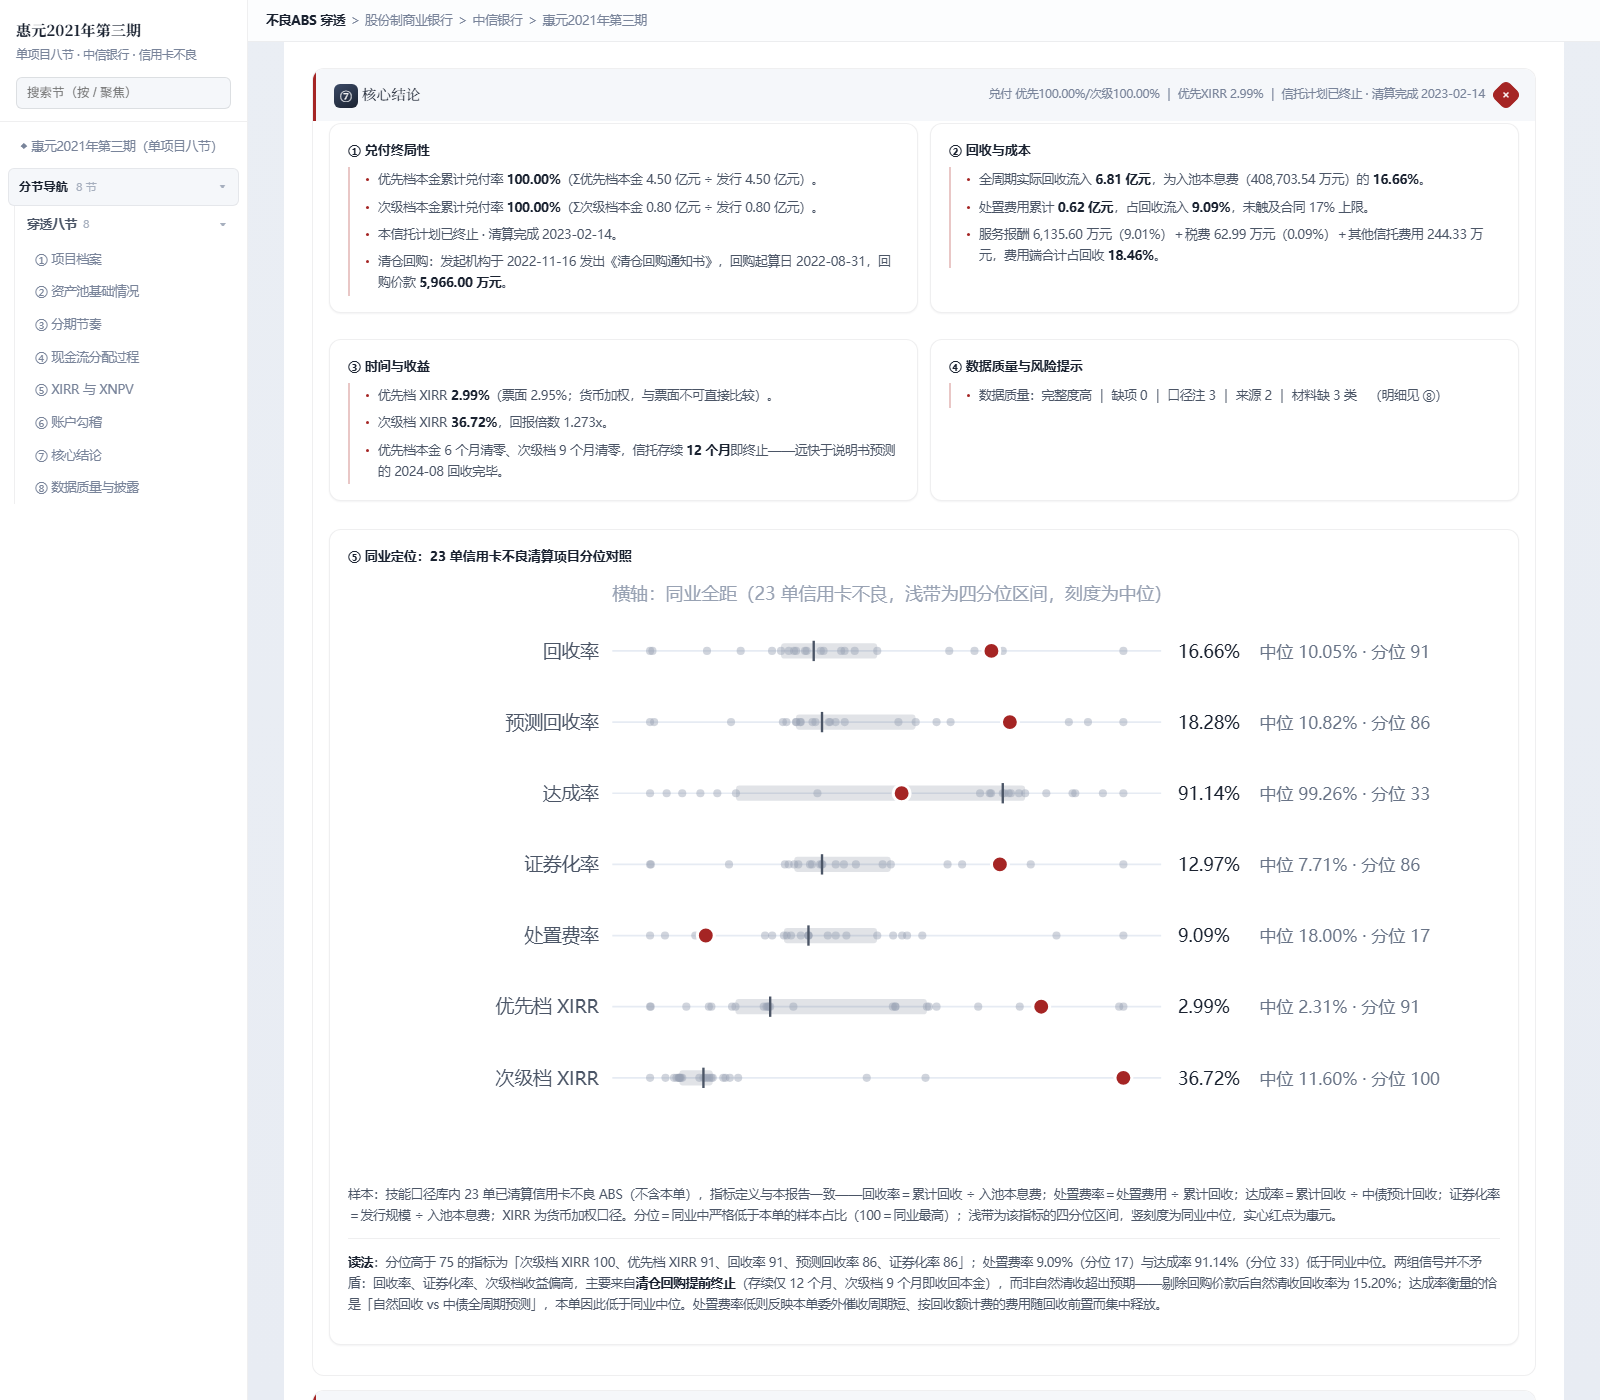 惠元2021年第三期
单项目八节 · 中信银行 · 信用卡不良
搜索节（按 / 聚焦）
惠元2021年第三期（单项目八节）
分节导航 8 节
穿透八节 8
① 项目档案
② 资产池基础情况
③ 分期节奏
④ 现金流分配过程
⑤ XIRR 与 XNPV
⑥ 账户勾稽
⑦ 核心结论
⑧ 数据质量与披露
不良ABS 穿透 > 股份制商业银行 > 中信银行 > 惠元2021年第三期
⑦ 核心结论
兑付 优先100.00%/次级100.00% | 优先XIRR 2.99% | 信托计划已终止 · 清算完成 2023-02-14
① 兑付终局性
• 优先档本金累计兑付率 100.00%（Σ优先档本金 4.50 亿元 ÷ 发行 4.50 亿元）。
• 次级档本金累计兑付率 100.00%（Σ次级档本金 0.80 亿元 ÷ 发行 0.80 亿元）。
• 本信托计划已终止 · 清算完成 2023-02-14。
• 清仓回购：发起机构于 2022-11-16 发出《清仓回购通知书》，回购起算日 2022-08-31，回
购价款 5,966.00 万元。
② 回收与成本
• 全周期实际回收流入 6.81 亿元，为入池本息费（408,703.54 万元）的 16.66%。
• 处置费用累计 0.62 亿元，占回收流入 9.09%，未触及合同 17% 上限。
• 服务报酬 6,135.60 万元（9.01%）+ 税费 62.99 万元（0.09%）+ 其他信托费用 244.33 万
元，费用端合计占回收 18.46%。
③ 时间与收益
• 优先档 XIRR 2.99%（票面 2.95%；货币加权，与票面不可直接比较）。
• 次级档 XIRR 36.72%，回报倍数 1.273x。
• 优先档本金 6 个月清零、次级档 9 个月清零，信托存续 12 个月即终止——远快于说明书预测
的 2024-08 回收完毕。
④ 数据质量与风险提示
• 数据质量：完整度高 | 缺项 0 | 口径注 3 | 来源 2 | 材料缺 3 类 （明细见 ⑧）
⑤ 同业定位：23 单信用卡不良清算项目分位对照
横轴：同业全距（23 单信用卡不良，浅带为四分位区间，刻度为中位）
回收率 16.66% 中位 10.05% · 分位 91
预测回收率 18.28% 中位 10.82% · 分位 86
达成率 91.14% 中位 99.26% · 分位 33
证券化率 12.97% 中位 7.71% · 分位 86
处置费率 9.09% 中位 18.00% · 分位 17
优先档 XIRR 2.99% 中位 2.31% · 分位 91
次级档 XIRR 36.72% 中位 11.60% · 分位 100
样本：技能口径库内 23 单已清算信用卡不良 ABS（不含本单），指标定义与本报告一致——回收率 = 累计回收 ÷ 入池本息费；处置费率 = 处置费用 ÷ 累计回收；达成率 = 累计回收 ÷ 中债预计回收；证券化率
= 发行规模 ÷ 入池本息费；XIRR 为货币加权口径。分位 = 同业中严格低于本单的样本占比（100 = 同业最高）；浅带为该指标的四分位区间，竖刻度为同业中位，实心红点为惠元。
读法：分位高于 75 的指标为「次级档 XIRR 100、优先档 XIRR 91、回收率 91、预测回收率 86、证券化率 86」；处置费率 9.09%（分位 17）与达成率 91.14%（分位 33）低于同业中位。两组信号并不矛
盾：回收率、证券化率、次级档收益偏高，主要来自清仓回购提前终止（存续仅 12 个月、次级档 9 个月即收回本金），而非自然清收超出预期——剔除回购价款后自然清收回收率为 15.20%；达成率衡量的恰
是「自然回收 vs 中债全周期预测」，本单因此低于同业中位。处置费率低则反映本单委外催收周期短、按回收额计费的费用随回收前置而集中释放。